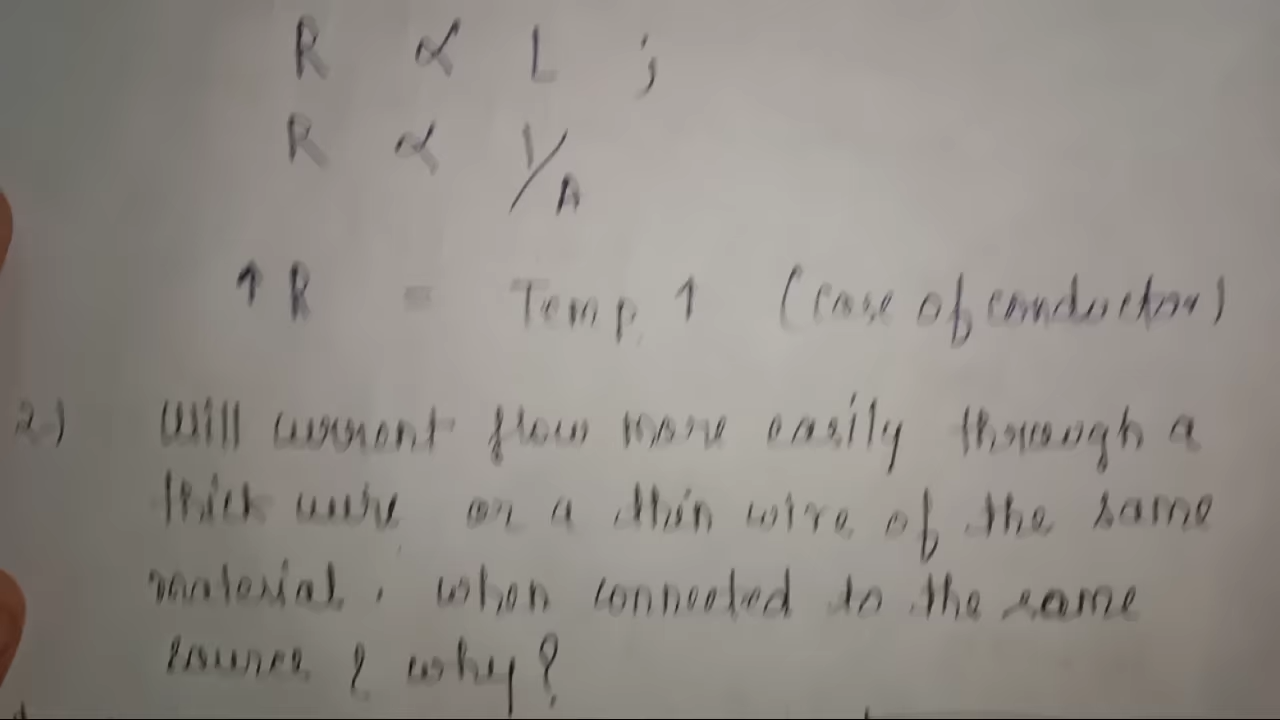 R ∝ L ;
R ∝ 1/A
↑ R = Temp. ↑ (case of conductor)
2.) Will current flow more easily through a
thick wire or a thin wire of the same
material, when connected to the same
source ? why ?